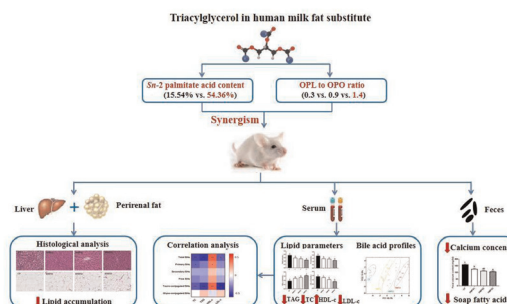 Triacylglycerol in human milk fat substitute
Sn-2 palmitate acid content
(15.54% vs. 54.36%)
OPL to OPO ratio
(0.3 vs. 0.9 vs. 1.4)
Synergism
Liver
Perirenal fat
Serum
Feces
Histological analysis
Lipid accumulation
Correlation analysis
Lipid parameters
TAG TC HDL-c LDL-c
Bile acid profiles
Calcium concen
Soap fatty acid